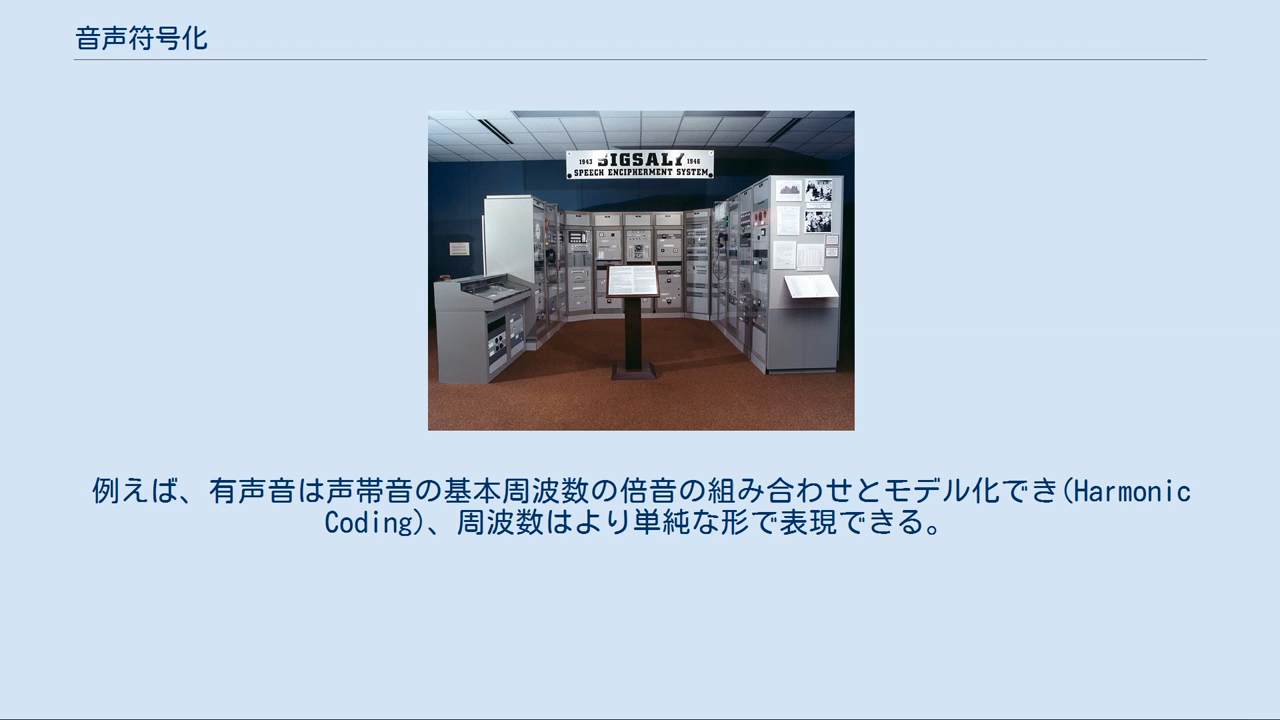 音声符号化
1943 SIGSALY 1946
SPEECH ENCIPHERMENT SYSTEM
例えば、有声音は声帯音の基本周波数の倍音の組み合わせとモデル化でき(Harmonic
Coding)、周波数はより単純な形で表現できる。